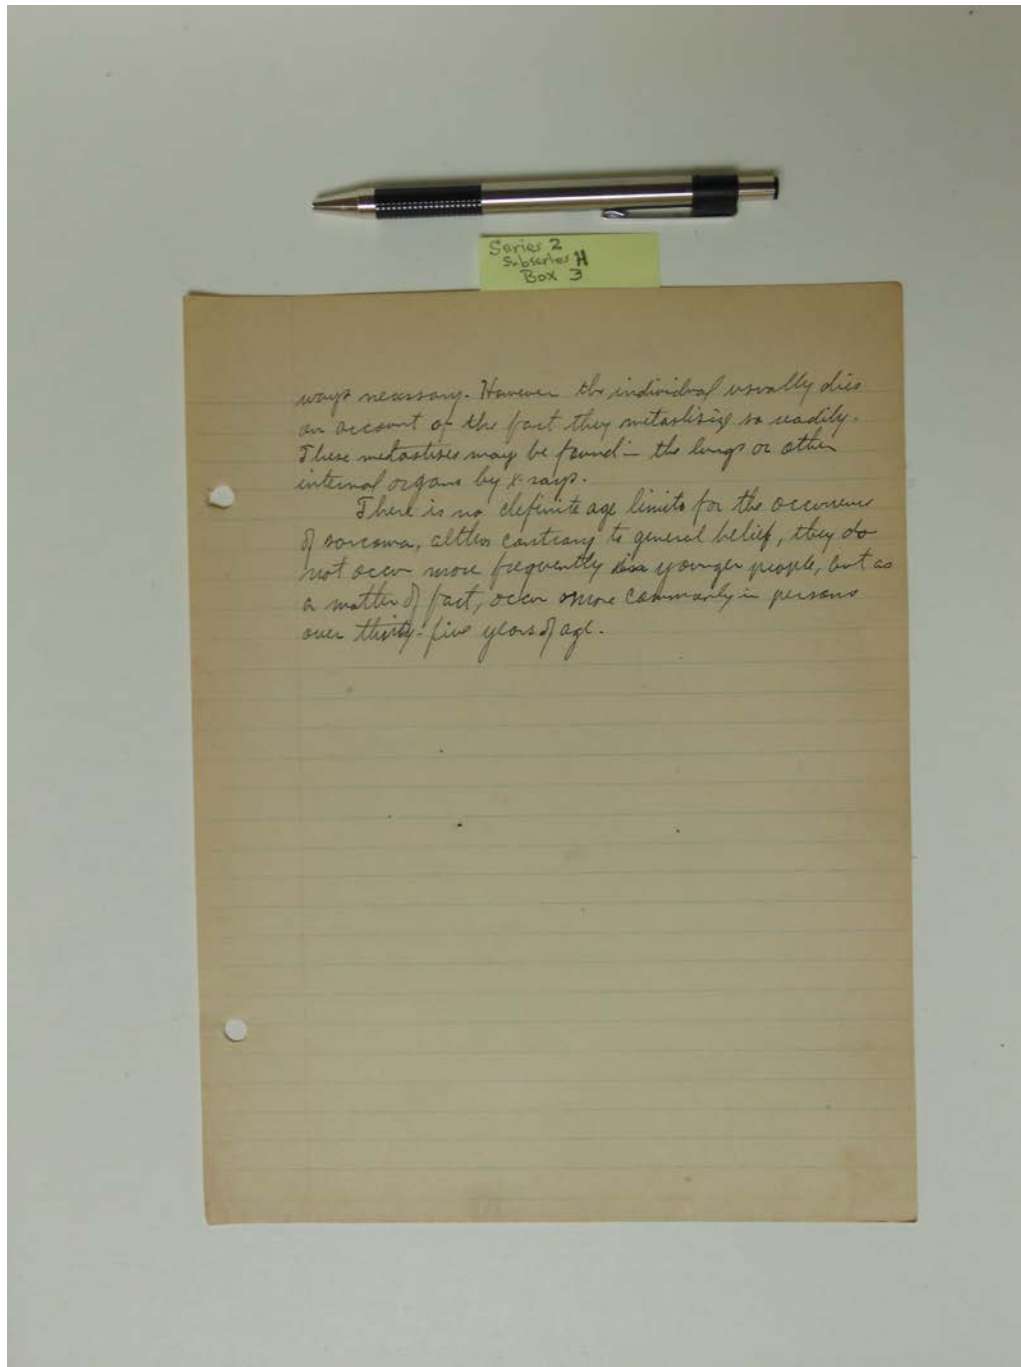 Series 2
Subseries H
Box 3
ways necessary. However the individual usually dies
on account of the fact they metastisize so readily.
These metastises may be found in the lungs or other
internal organs by x-rays.
There is no definite age limits for the occurrence
of sarcoma, altho contrary to general belief, they do
not occur more frequently in younger people, but as
a matter of fact, occur more commonly in persons
over thirty-five years of age.